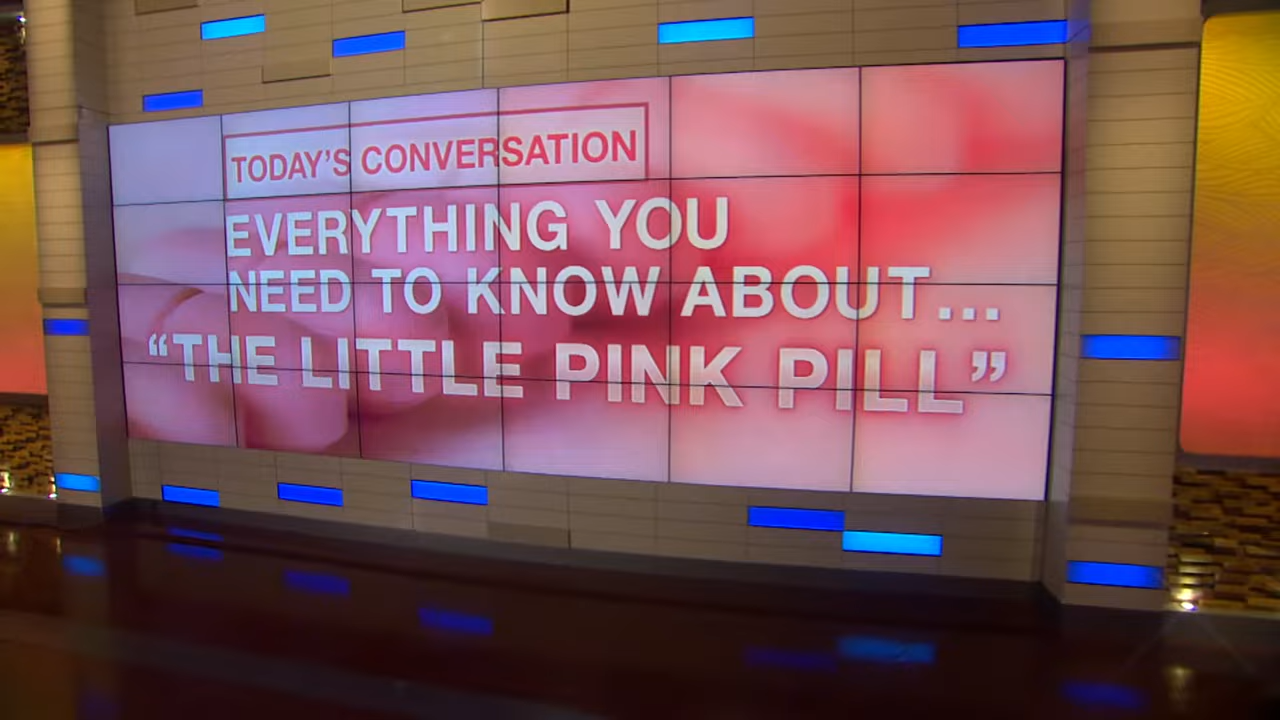 TODAY'S CONVERSATION
EVERYTHING YOU
NEED TO KNOW ABOUT...
“THE LITTLE PINK PILL”